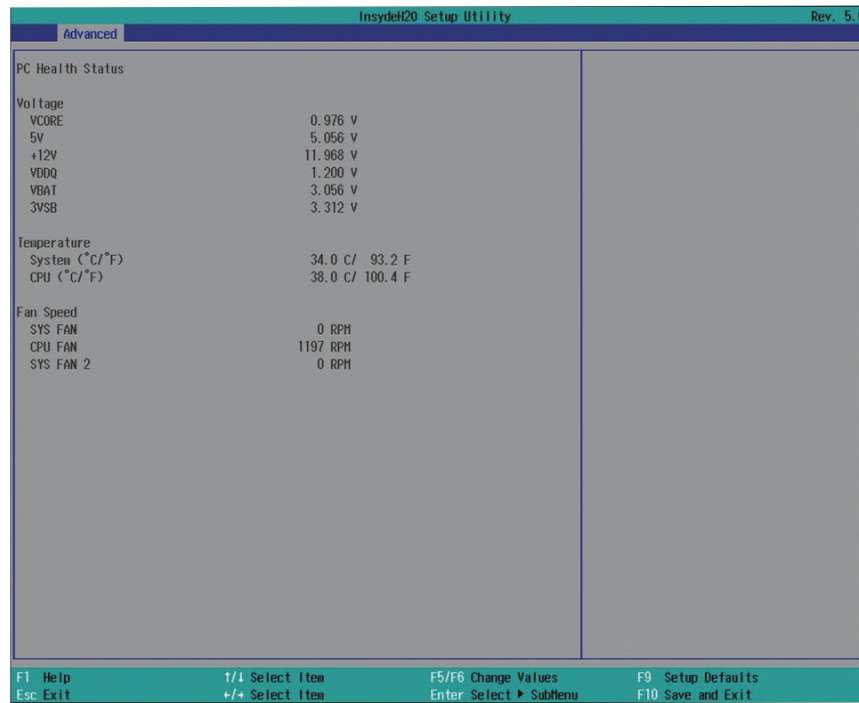 InsydeH20 Setup Utility Rev. 5.
Advanced
PC Health Status
Voltage
VCORE 0.976 V
5V 5.056 V
+12V 11.968 V
VDDQ 1.200 V
VBAT 3.056 V
3VSB 3.312 V
Temperature
System (°C/°F) 34.0 C/ 93.2 F
CPU (°C/°F) 38.0 C/ 100.4 F
Fan Speed
SYS FAN 0 RPM
CPU FAN 1197 RPM
SYS FAN 2 0 RPM
F1 Help ↑/↓ Select Item F5/F6 Change Values F9 Setup Defaults
Esc Exit ←/→ Select Item Enter Select ▶ SubMenu F10 Save and Exit